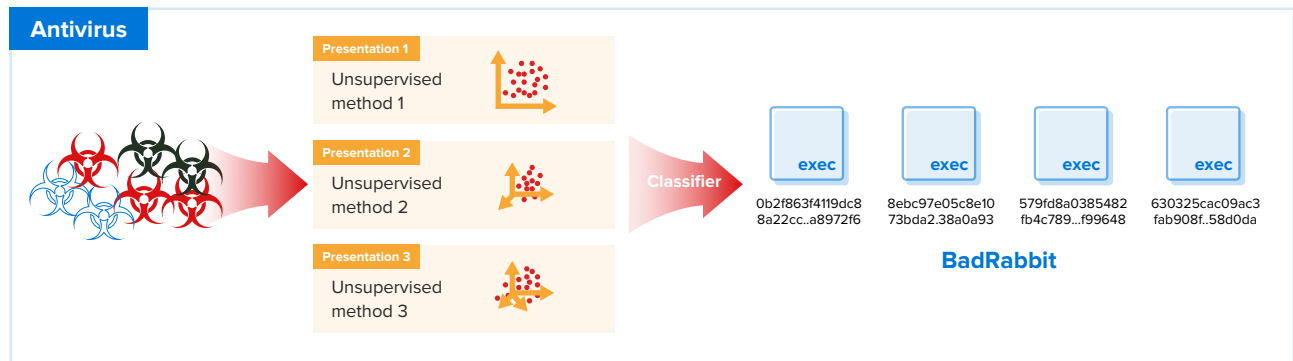 Antivirus
Presentation 1
Unsupervised
method 1
Presentation 2
Unsupervised
method 2
Presentation 3
Unsupervised
method 3
Classifier
exec
0b2f863f4119dc8
8a22cc..a8972f6
exec
8ebc97e05c8e10
73bda2.38a0a93
exec
579fd8a0385482
fb4c789...f99648
exec
630325cac09ac3
fab908f..58d0da
BadRabbit